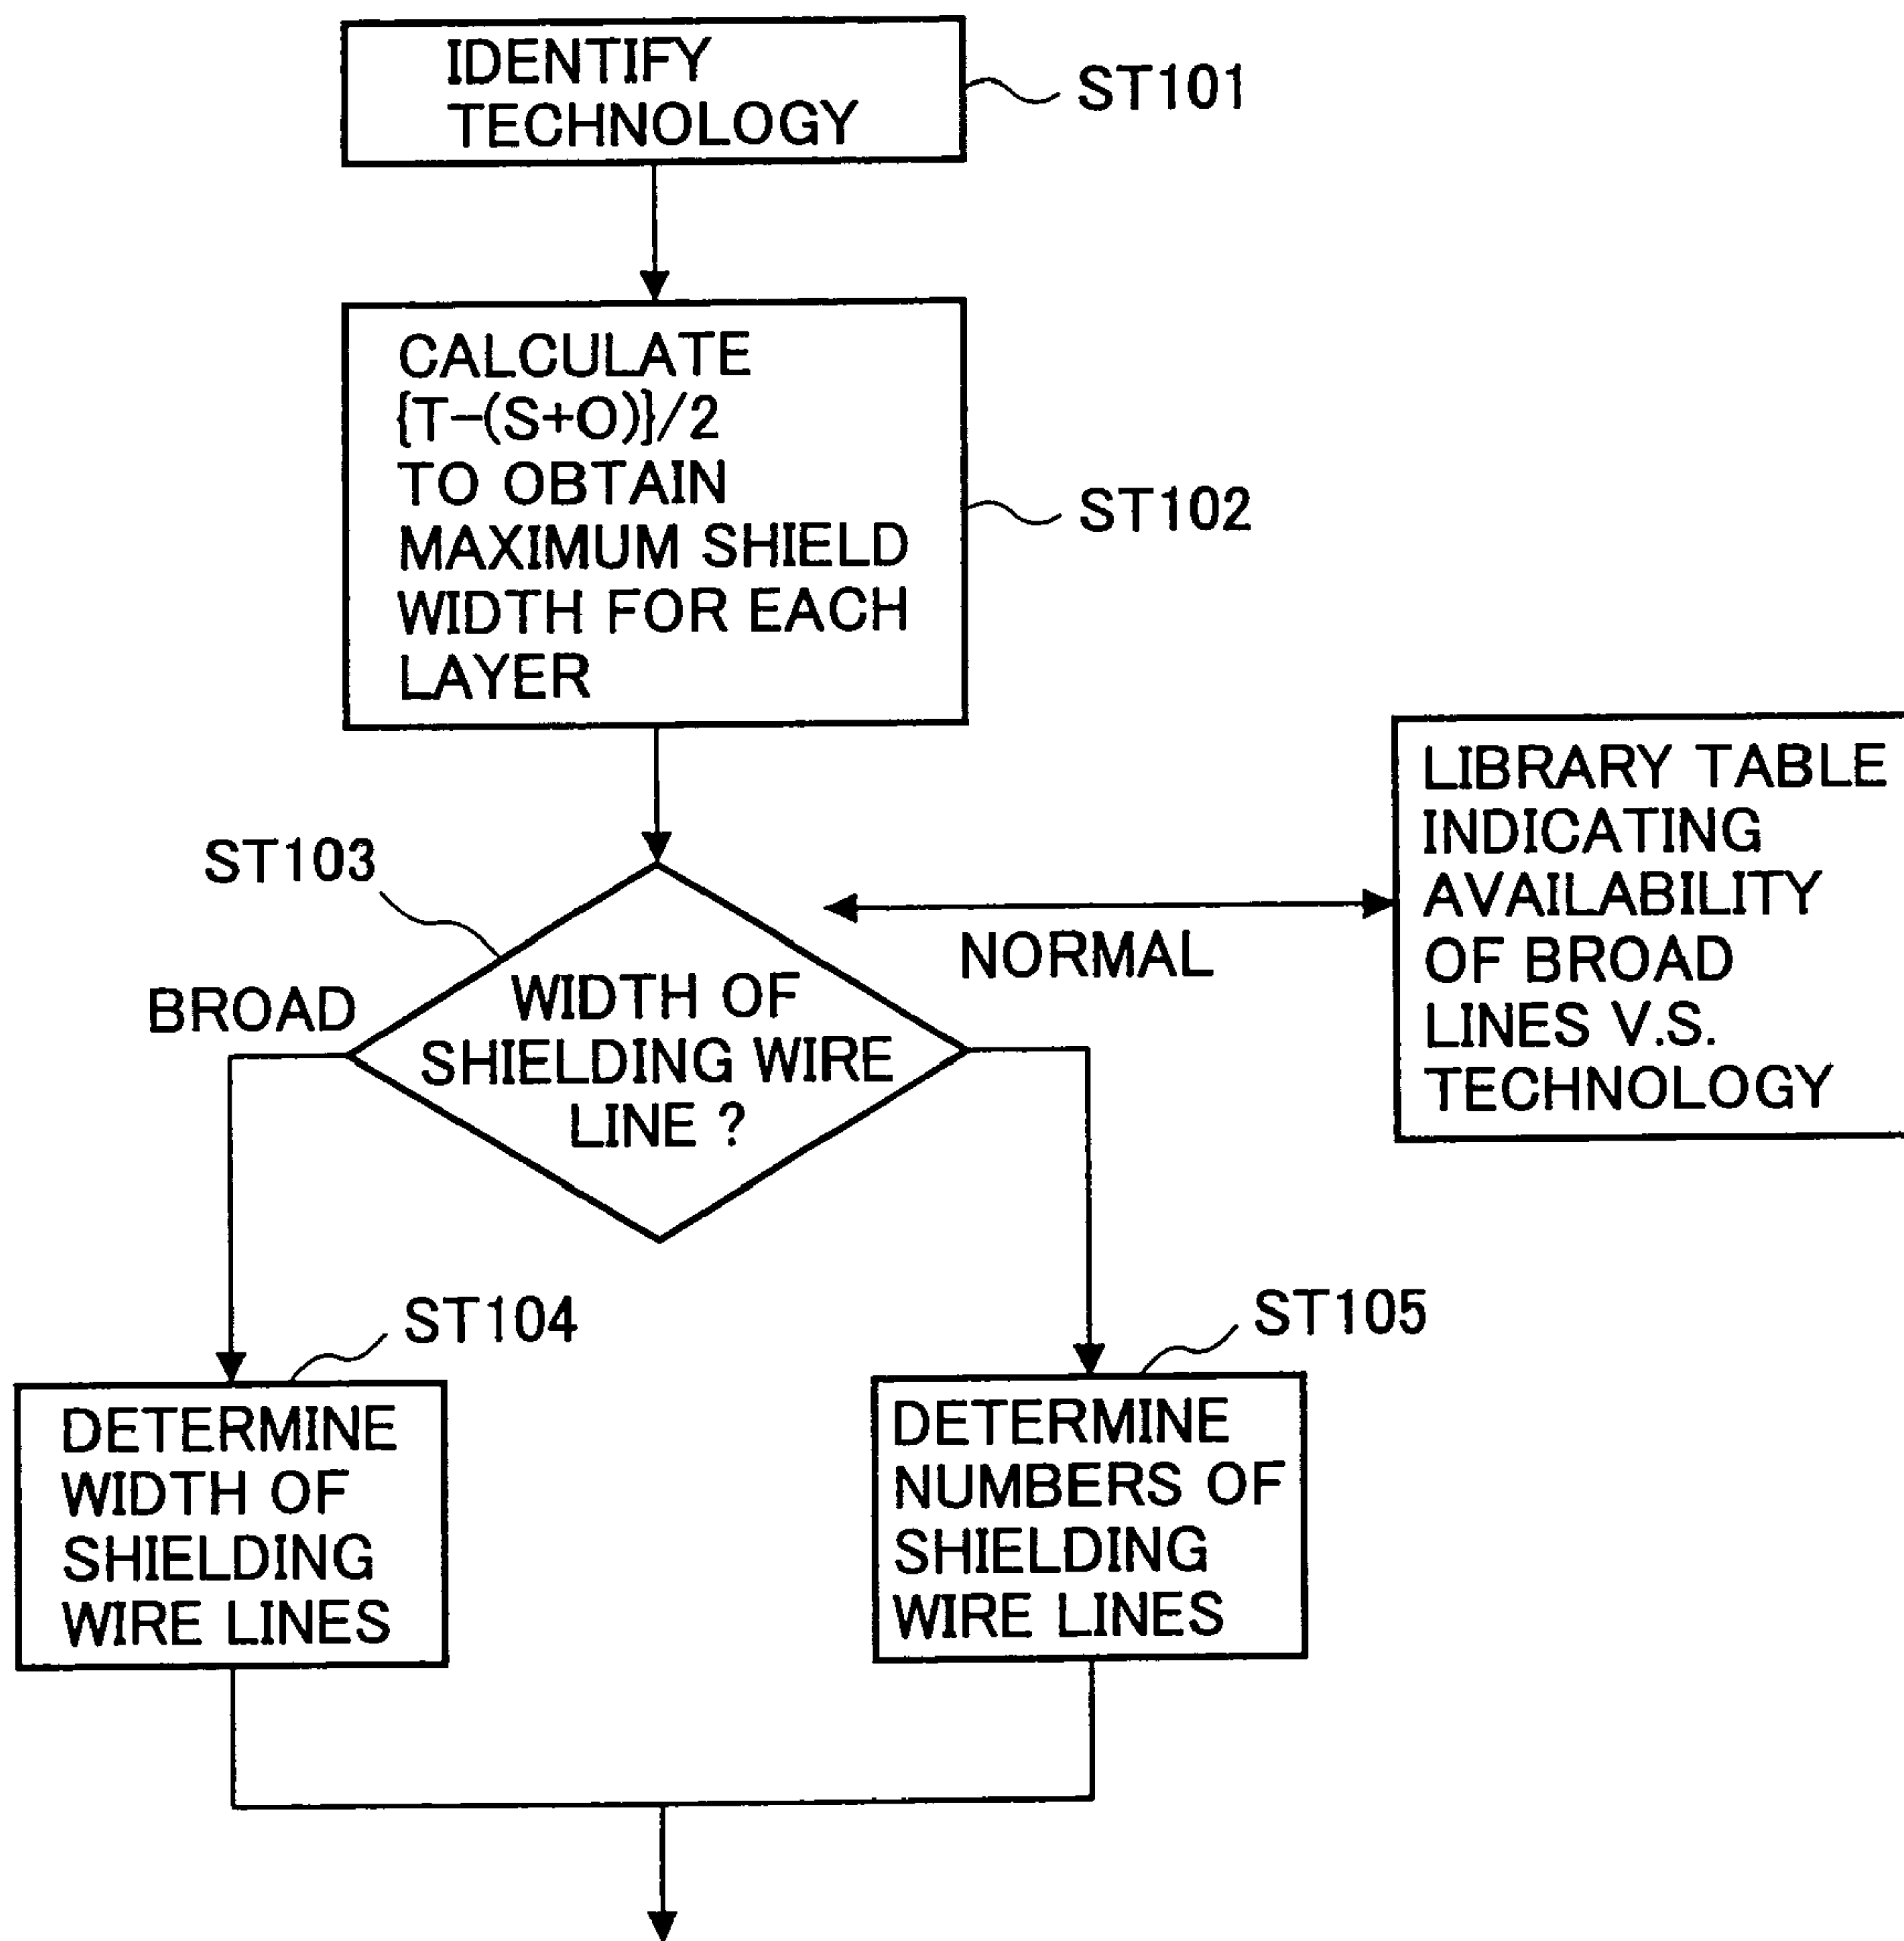 IDENTIFY
TECHNOLOGY
ST101
CALCULATE
{T-(S+O)}/2
TO OBTAIN
MAXIMUM SHIELD
WIDTH FOR EACH
LAYER
ST102
LIBRARY TABLE
INDICATING
AVAILABILITY
OF BROAD
LINES V.S.
TECHNOLOGY
ST103
NORMAL
BROAD
WIDTH OF
SHIELDING WIRE
LINE ?
ST104
DETERMINE
WIDTH OF
SHIELDING
WIRE LINES
ST105
DETERMINE
NUMBERS OF
SHIELDING
WIRE LINES